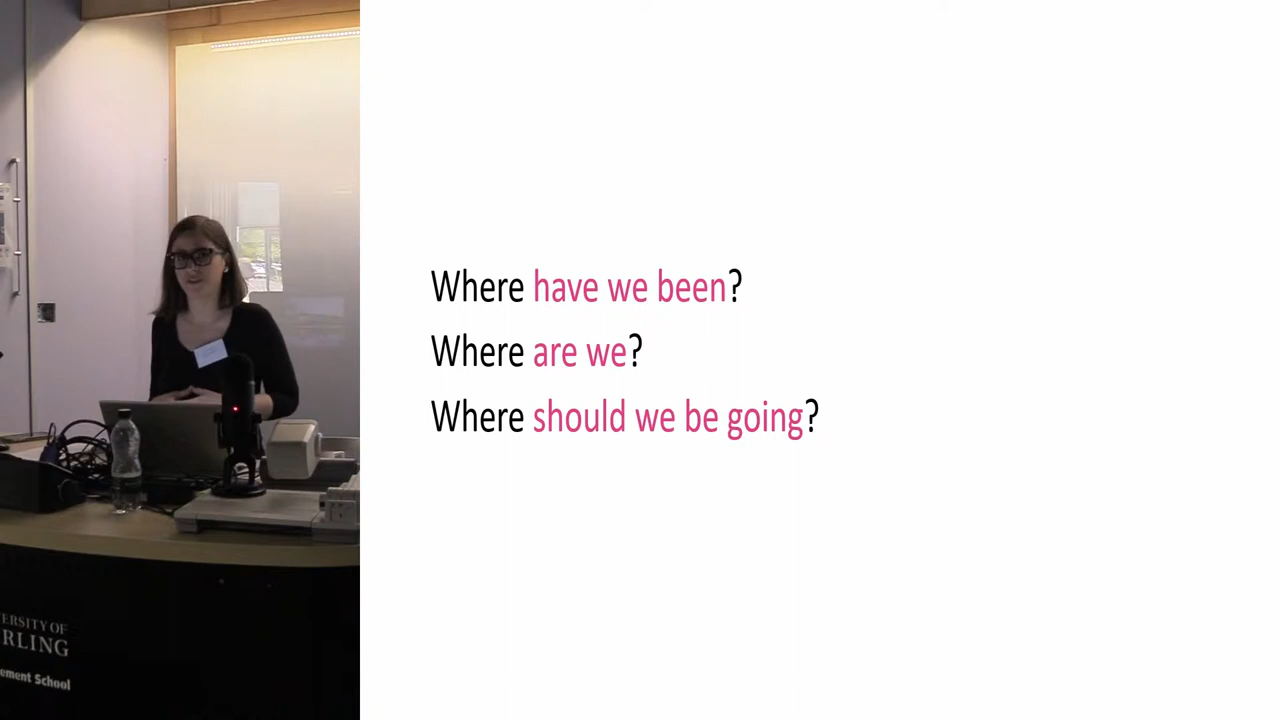 Where have we been?
Where are we?
Where should we be going?
ERSITY OF
RLING
ement School